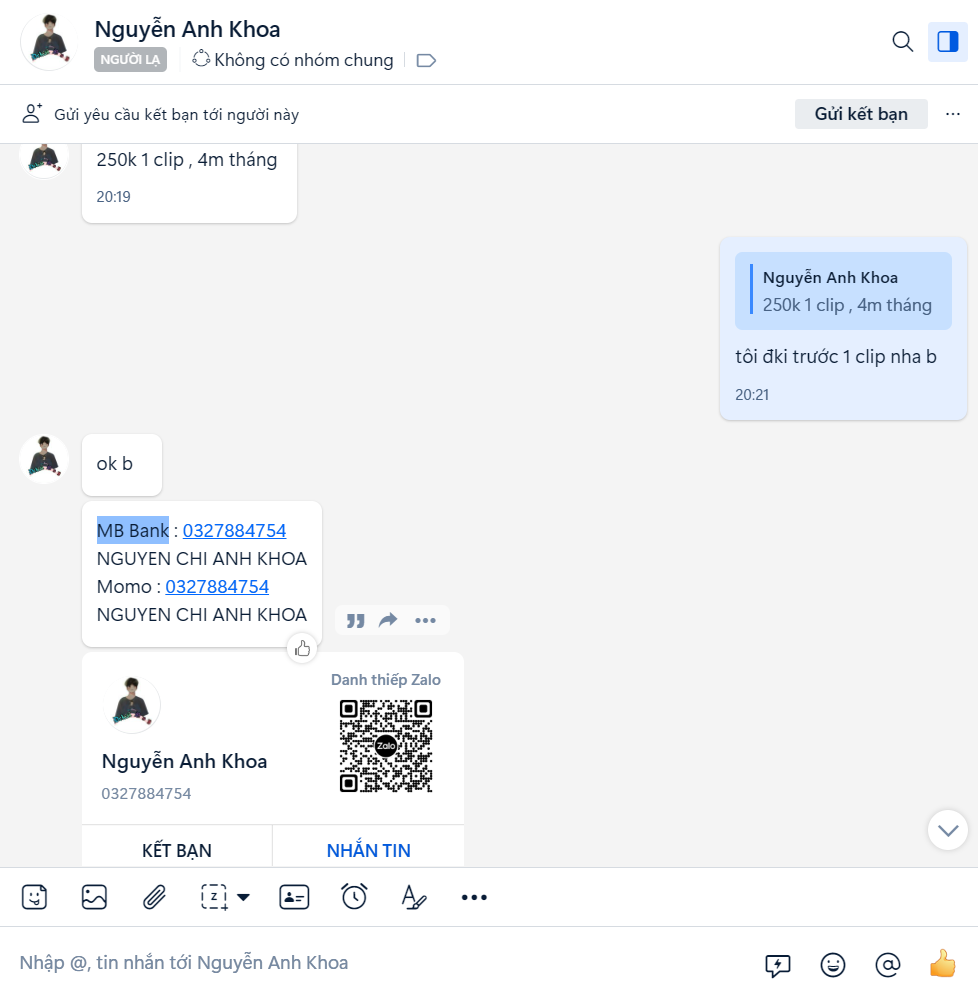 Nguyễn Anh Khoa
NGƯỜI LẠ
Không có nhóm chung
Gửi yêu cầu kết bạn tới người này
Gửi kết bạn
250k 1 clip , 4m tháng
20:19
Nguyễn Anh Khoa
250k 1 clip , 4m tháng
tôi đki trước 1 clip nha b
20:21
ok b
MB Bank : 0327884754
NGUYEN CHI ANH KHOA
Momo : 0327884754
NGUYEN CHI ANH KHOA
Danh thiếp Zalo
Zalo
Nguyễn Anh Khoa
0327884754
KẾT BẠN
NHẮN TIN
Nhập @, tin nhắn tới Nguyễn Anh Khoa